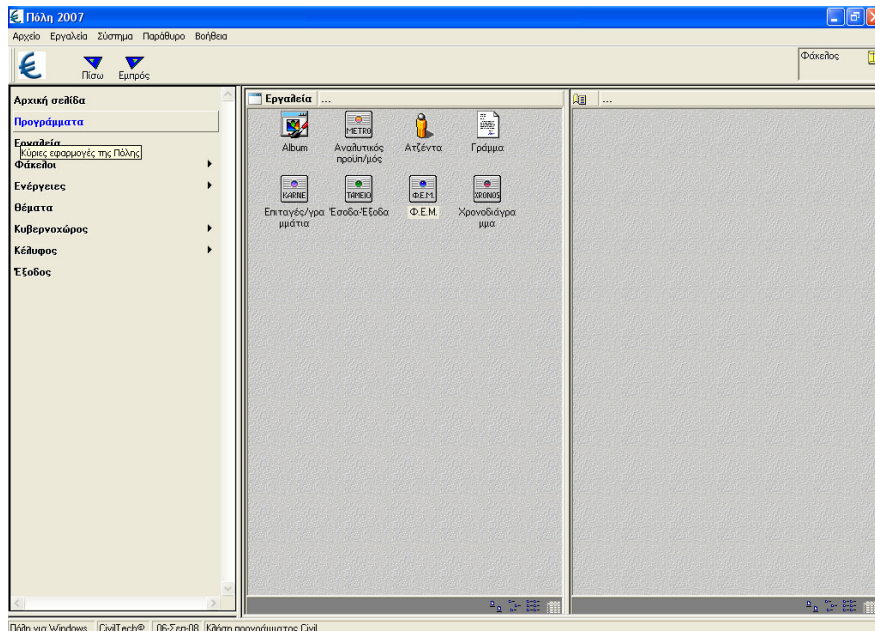 Πόλη 2007
Αρχείο Εργαλεία Σύστημα Παράθυρο Βοήθεια
Πίσω Εμπρός
Φάκελος
Αρχική σελίδα
Προγράμματα
Εργαλεία
Κύριες εφαρμογές της Πόλης
Φάκελοι
Ενέργειες
Θέματα
Κυβερνοχώρος
Κέλυφος
Έξοδος
Εργαλεία ...
...
METRO
Album Αναλυτικός προϋπ/μός Ατζέντα Γράμμα
KARNE TAMEIO Φ.Ε.Μ. XRONOS
Επιταγές/γρα Έσοδα-Έξοδα Φ.Ε.Μ. Χρονοδιάγρα
μμάτια μμα
Πόλη για Windows CivilTech® 06-Σεπ-08 Κλήση προγράμματος Civil